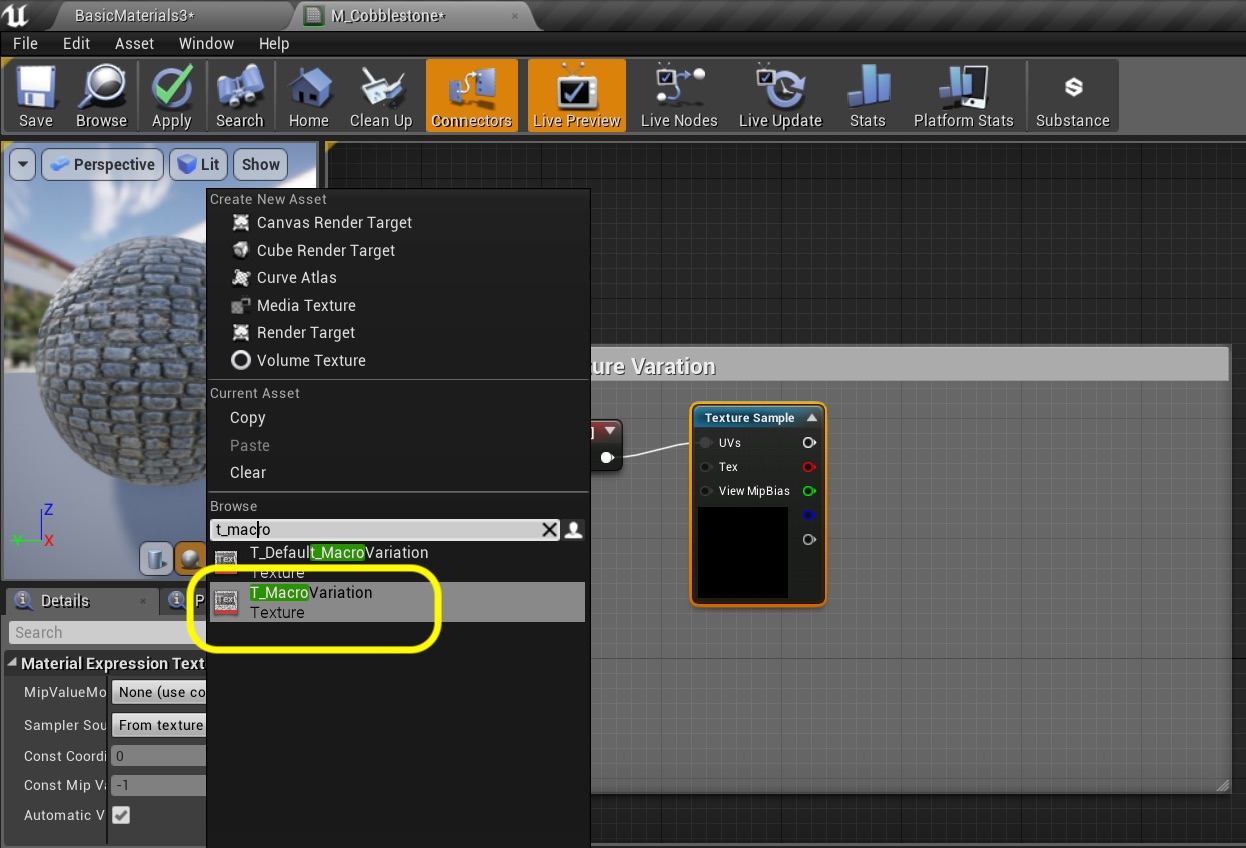 BasicMaterials3*
M_Cobblestone*
File Edit Asset Window Help
Save Browse Apply Search Home Clean Up Connectors Live Preview Live Nodes Live Update Stats Platform Stats Substance
Perspective Lit Show
Create New Asset
Canvas Render Target
Cube Render Target
Curve Atlas
Media Texture
Render Target
Volume Texture
Current Asset
Copy
Paste
Clear
Browse
t_macro
T_Default_MacroVariation
Texture
T_MacroVariation
Texture
ure Varation
]
Texture Sample
UVs
Tex
View MipBias
Z
Y
X
Details
P
Search
Material Expression Text
MipValueMo None (use co
Sampler Sou From texture
Const Coordi 0
Const Mip Va -1
Automatic V